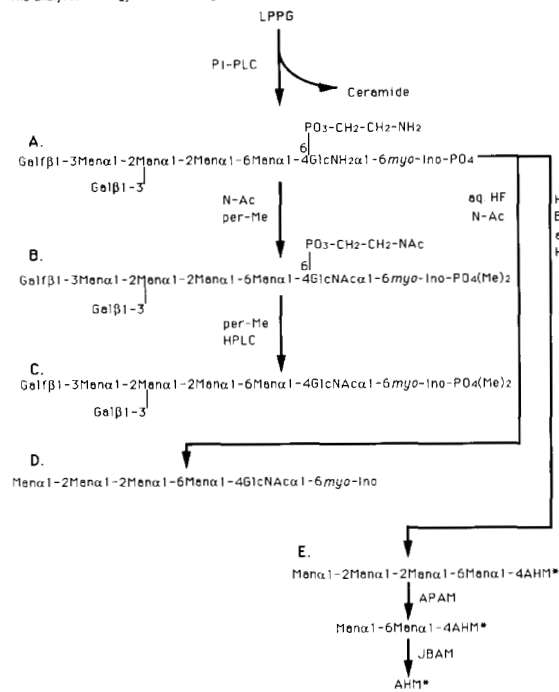 LPPG
PI-PLC
Ceramide
A.
PO3-CH2-CH2-NH2
6
Galfβ1-3Manα1-2Manα1-2Manα1-6Manα1-4GlcNH2α1-6myo-Ino-PO4
Galβ1-3
N-Ac
per-Me
aq. HF
N-Ac
B.
PO3-CH2-CH2-NAc
6
Galfβ1-3Manα1-2Manα1-2Manα1-6Manα1-4GlcNAcα1-6myo-Ino-PO4(Me)2
Galβ1-3
per-Me
HPLC
C.
Galfβ1-3Manα1-2Manα1-2Manα1-6Manα1-4GlcNAcα1-6myo-Ino-PO4(Me)2
Galβ1-3
D.
Manα1-2Manα1-2Manα1-6Manα1-4GlcNAcα1-6myo-Ino
E.
Manα1-2Manα1-2Manα1-6Manα1-4AHM*
APAM
Manα1-6Manα1-4AHM*
JBAM
AHM*